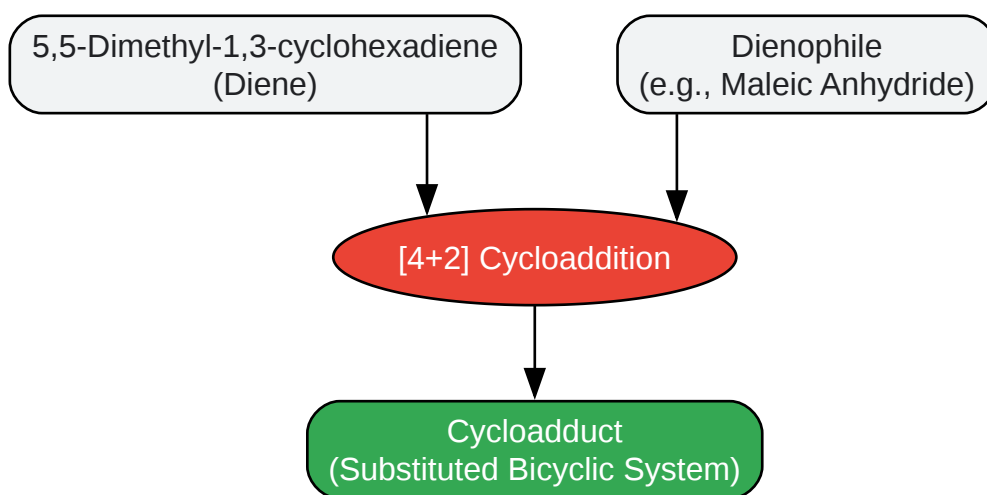 5,5-Dimethyl-1,3-cyclohexadiene
(Diene)
Dienophile
(e.g., Maleic Anhydride)
[4+2] Cycloaddition
Cycloadduct
(Substituted Bicyclic System)